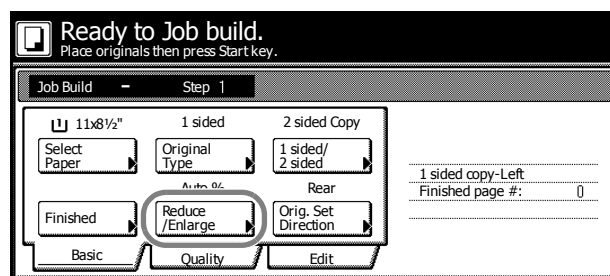 Ready to Job build.
Place originals then press Start key.
Job Build – Step 1
11x8½" 1 sided 2 sided Copy
Select Paper
Original Type
1 sided/ 2 sided
1 sided copy-Left
Finished page #: 0
Auto % Rear
Finished
Reduce /Enlarge
Orig. Set Direction
Basic Quality Edit